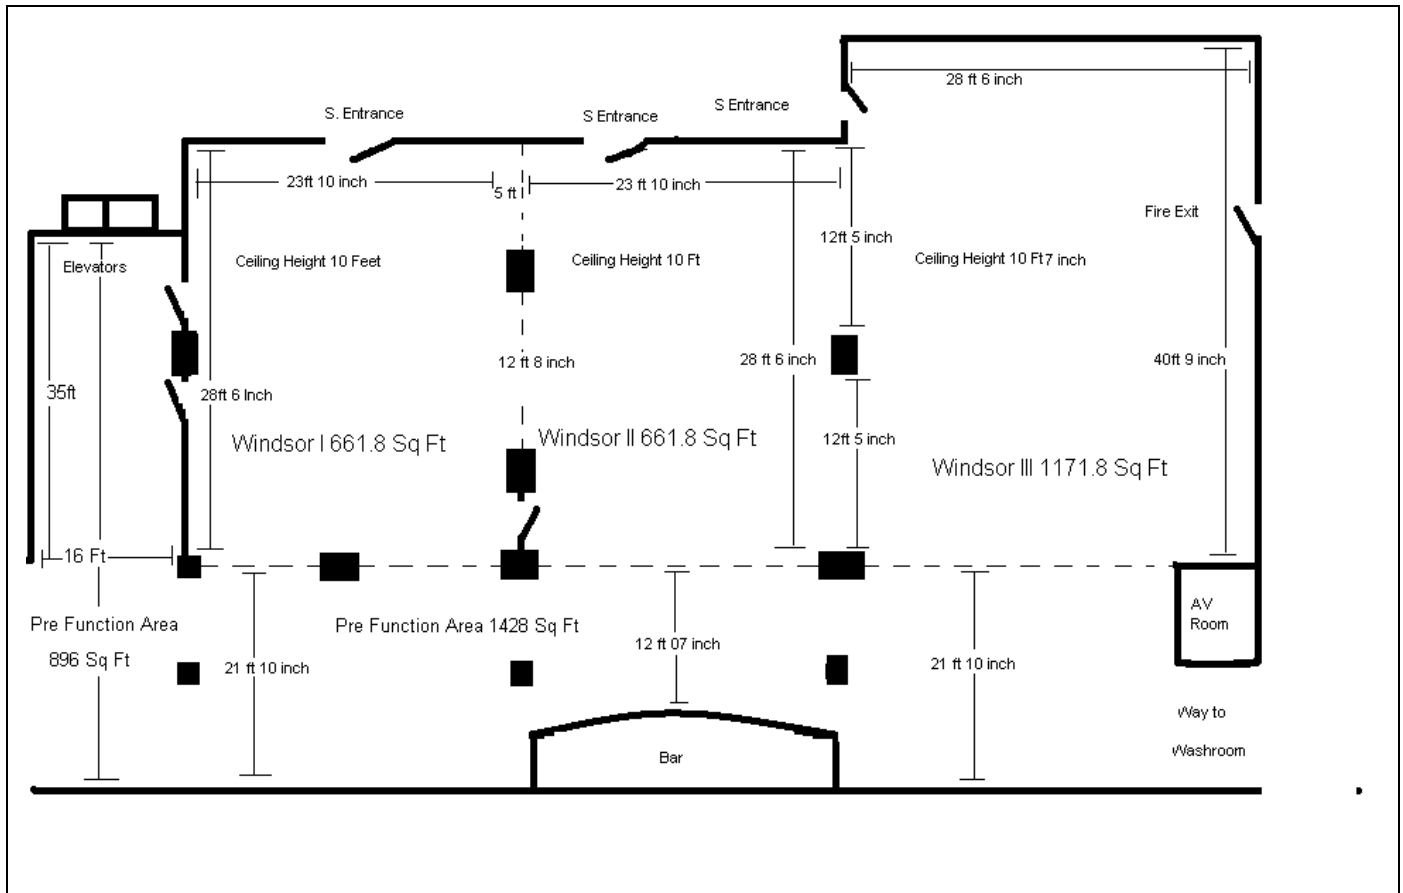 28 ft 6 inch
S. Entrance
S Entrance
S Entrance
23ft 10 inch
5 ft
23 ft 10 inch
Fire Exit
12ft 5 inch
Elevators
Ceiling Height 10 Feet
Ceiling Height 10 Ft
Ceiling Height 10 Ft7 inch
12 ft 8 inch
28 ft 6 inch
40ft 9 inch
35ft
28ft 6 Inch
Windsor I 661.8 Sq Ft
Windsor II 661.8 Sq Ft
12ft 5 inch
Windsor III 1171.8 Sq Ft
16 Ft
AV
Room
Pre Function Area
896 Sq Ft
Pre Function Area 1428 Sq Ft
12 ft 07 inch
21 ft 10 inch
21 ft 10 inch
Way to
Washroom
Bar